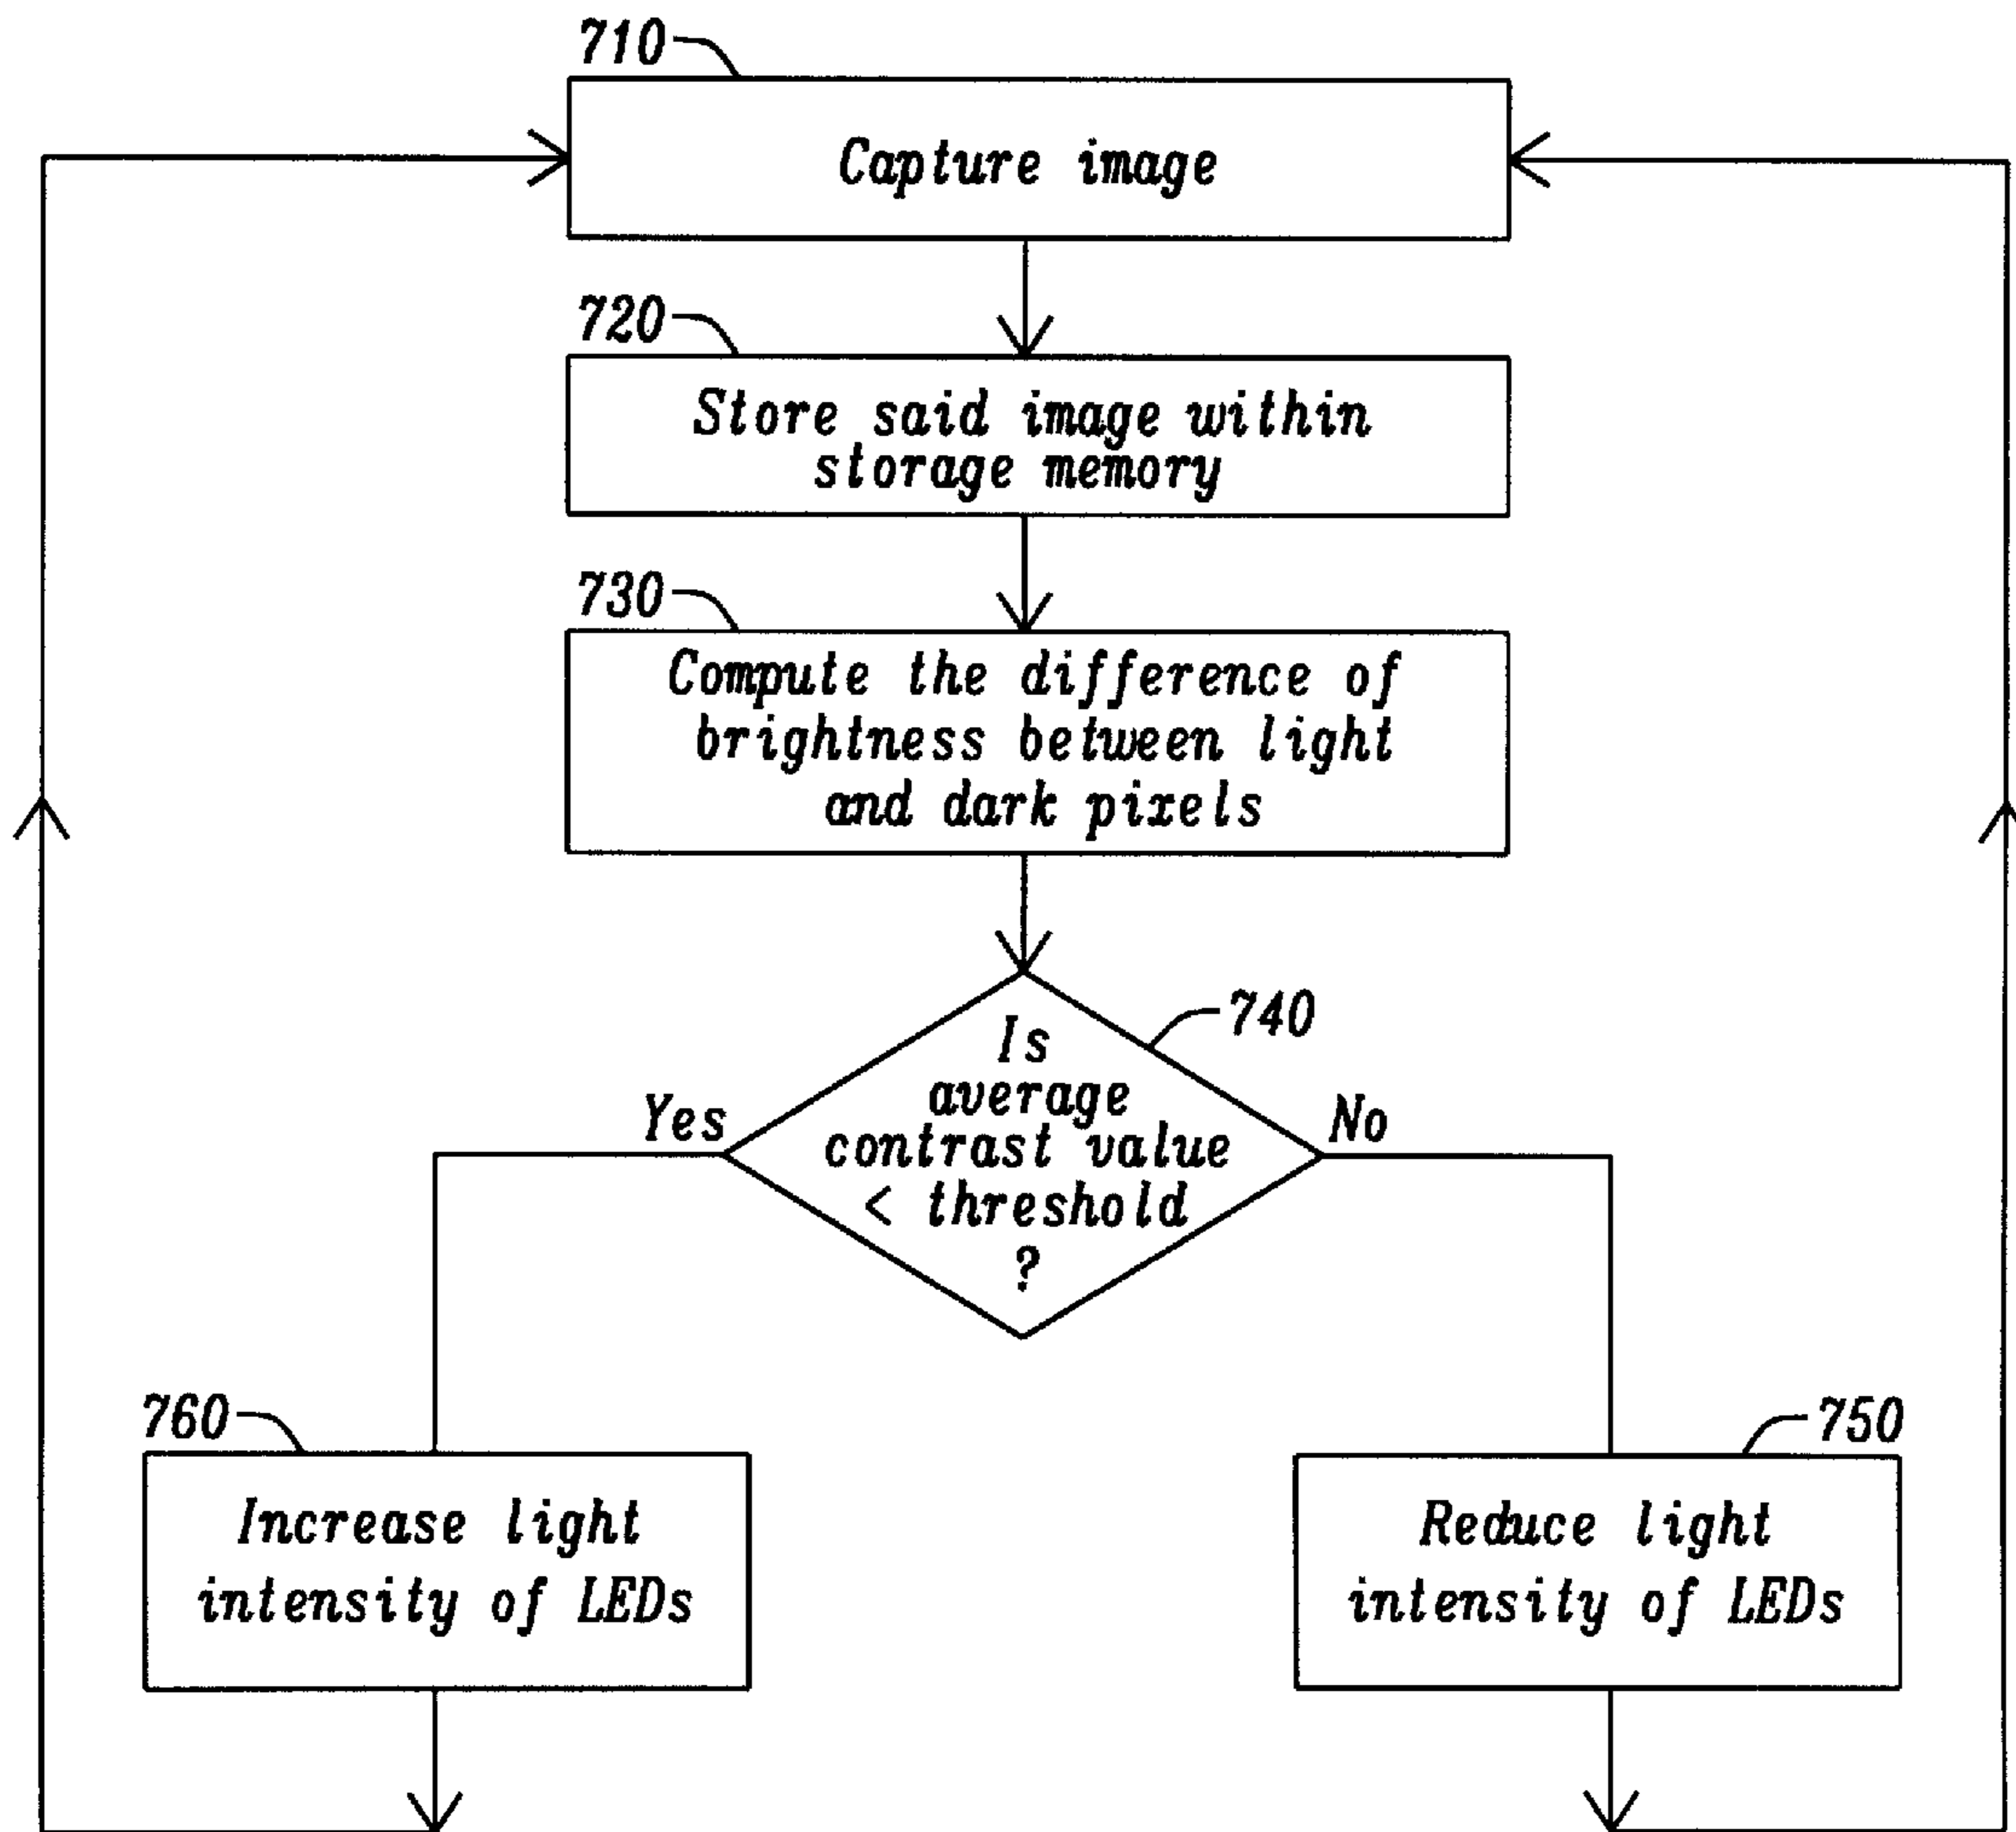 710
Capture image
720
Store said image within
storage memory
730
Compute the difference of
brightness between light
and dark pixels
740
Is
average
contrast value
< threshold
?
Yes
No
760
Increase light
intensity of LEDs
750
Reduce light
intensity of LEDs